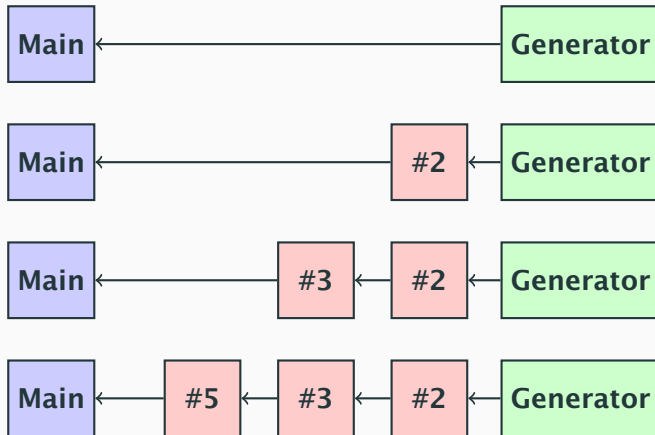 Main Generator
Main #2 Generator
Main #3 #2 Generator
Main #5 #3 #2 Generator